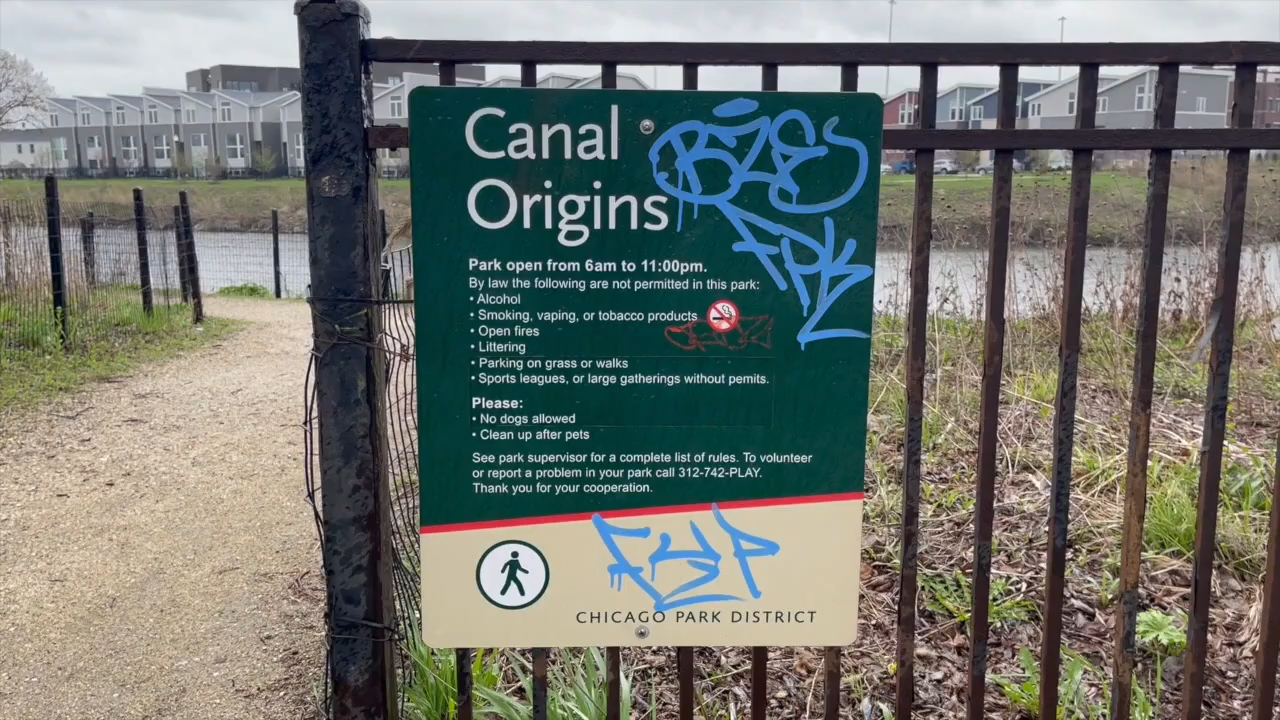 Canal
Origins
Park open from 6am to 11:00pm.
By law the following are not permitted in this park:
• Alcohol
• Smoking, vaping, or tobacco products
• Open fires
• Littering
• Parking on grass or walks
• Sports leagues, or large gatherings without pemits.
Please:
• No dogs allowed
• Clean up after pets
See park supervisor for a complete list of rules. To volunteer
or report a problem in your park call 312-742-PLAY.
Thank you for your cooperation.
CHICAGO PARK DISTRICT